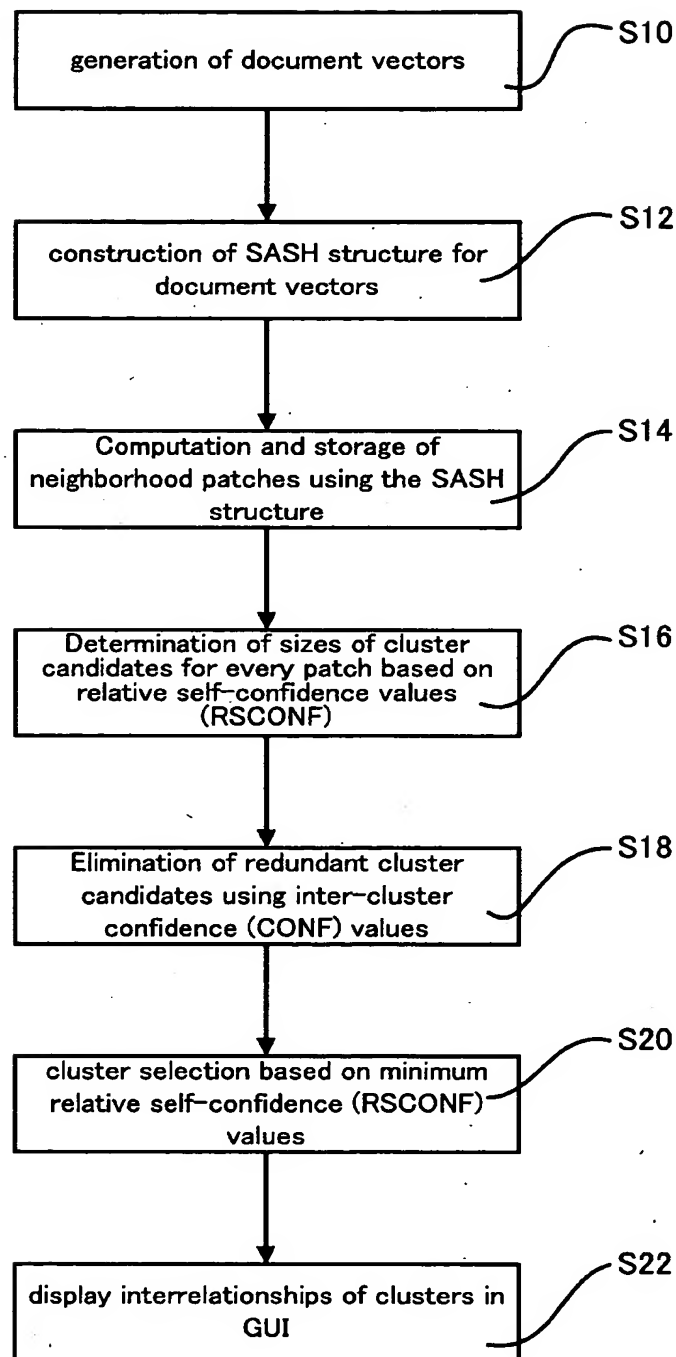 generation of document vectors
S10
construction of SASH structure for
document vectors
S12
Computation and storage of
neighborhood patches using the SASH
structure
S14
Determination of sizes of cluster
candidates for every patch based on
relative self-confidence values
(RSCONF)
S16
Elimination of redundant cluster
candidates using inter-cluster
confidence (CONF) values
S18
cluster selection based on minimum
relative self-confidence (RSCONF)
values
S20
display interrelationships of clusters in
GUI
S22